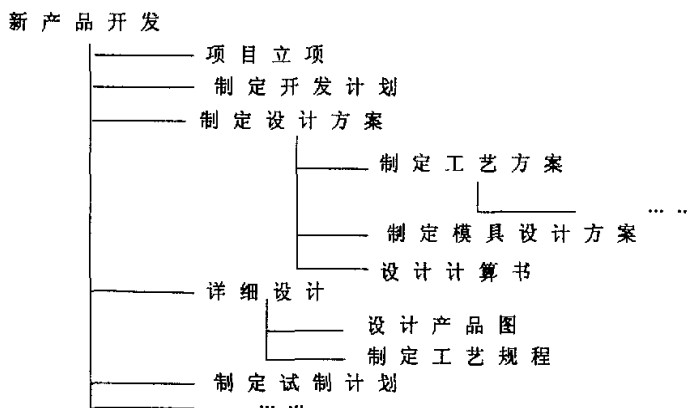 新产品开发
项目立项
制定开发计划
制定设计方案
制定工艺方案
... ..
制定模具设计方案
设计计算书
详细设计
设计产品图
制定工艺规程
制定试制计划